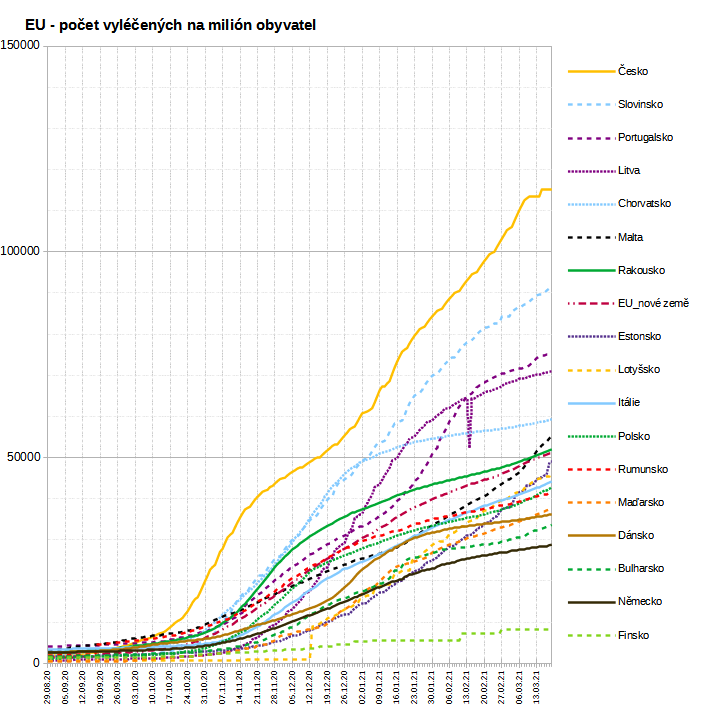 EU - počet vyléčených na milión obyvatel
150000
100000
50000
0
Česko
Slovinsko
Portugalsko
Litva
Chorvatsko
Malta
Rakousko
EU_nové země
Estonsko
Lotyšsko
Itálie
Polsko
Rumunsko
Maďarsko
Dánsko
Bulharsko
Německo
Finsko
29.08.20
05.09.20
12.09.20
19.09.20
26.09.20
03.10.20
10.10.20
17.10.20
24.10.20
31.10.20
07.11.20
14.11.20
21.11.20
28.11.20
05.12.20
12.12.20
19.12.20
26.12.20
02.01.21
09.01.21
16.01.21
23.01.21
30.01.21
06.02.21
13.02.21
20.02.21
27.02.21
06.03.21
13.03.21